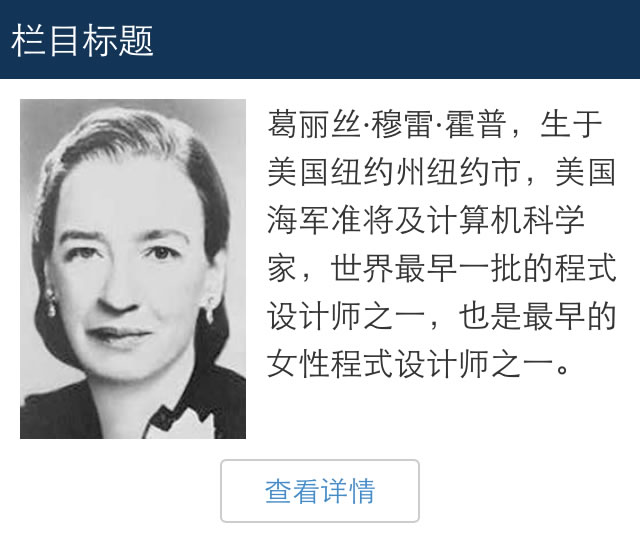 栏目标题
葛丽丝·穆雷·霍普，生于
美国纽约州纽约市，美国
海军准将及计算机科学
家，世界最早一批的程式
设计师之一，也是最早的
女性程式设计师之一。
查看详情